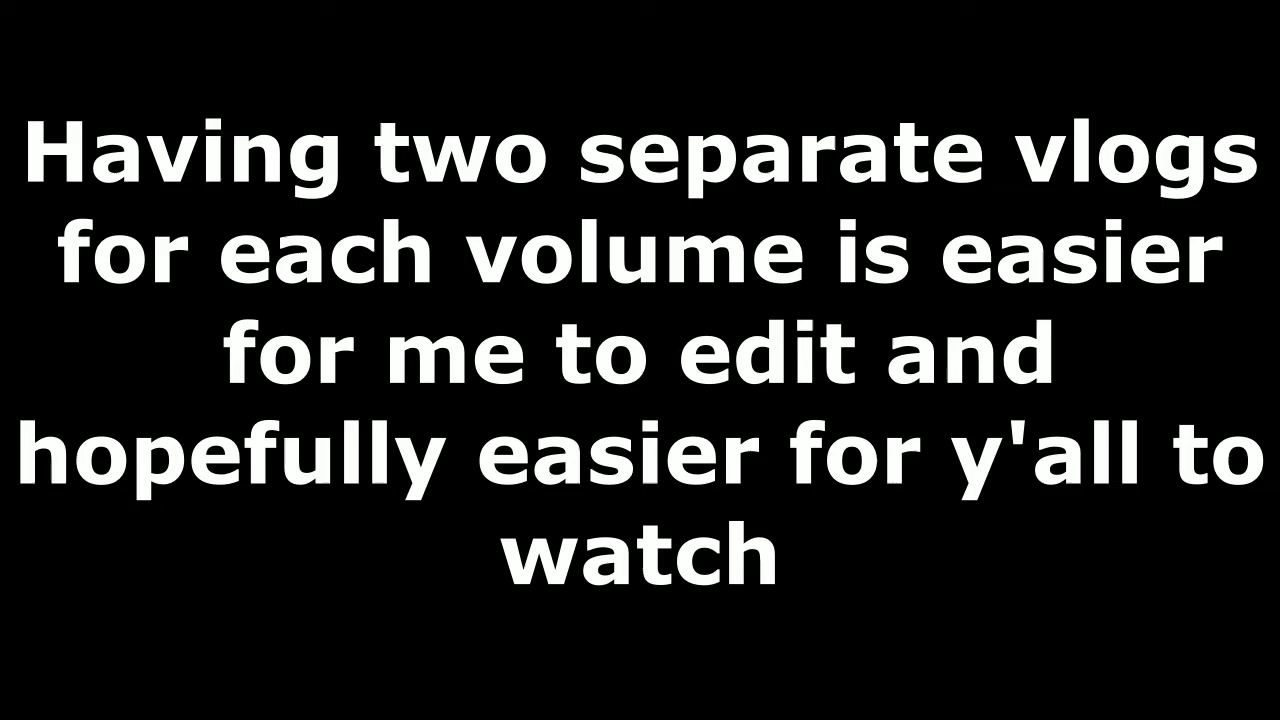 Having two separate vlogs
for each volume is easier
for me to edit and
hopefully easier for y'all to
watch